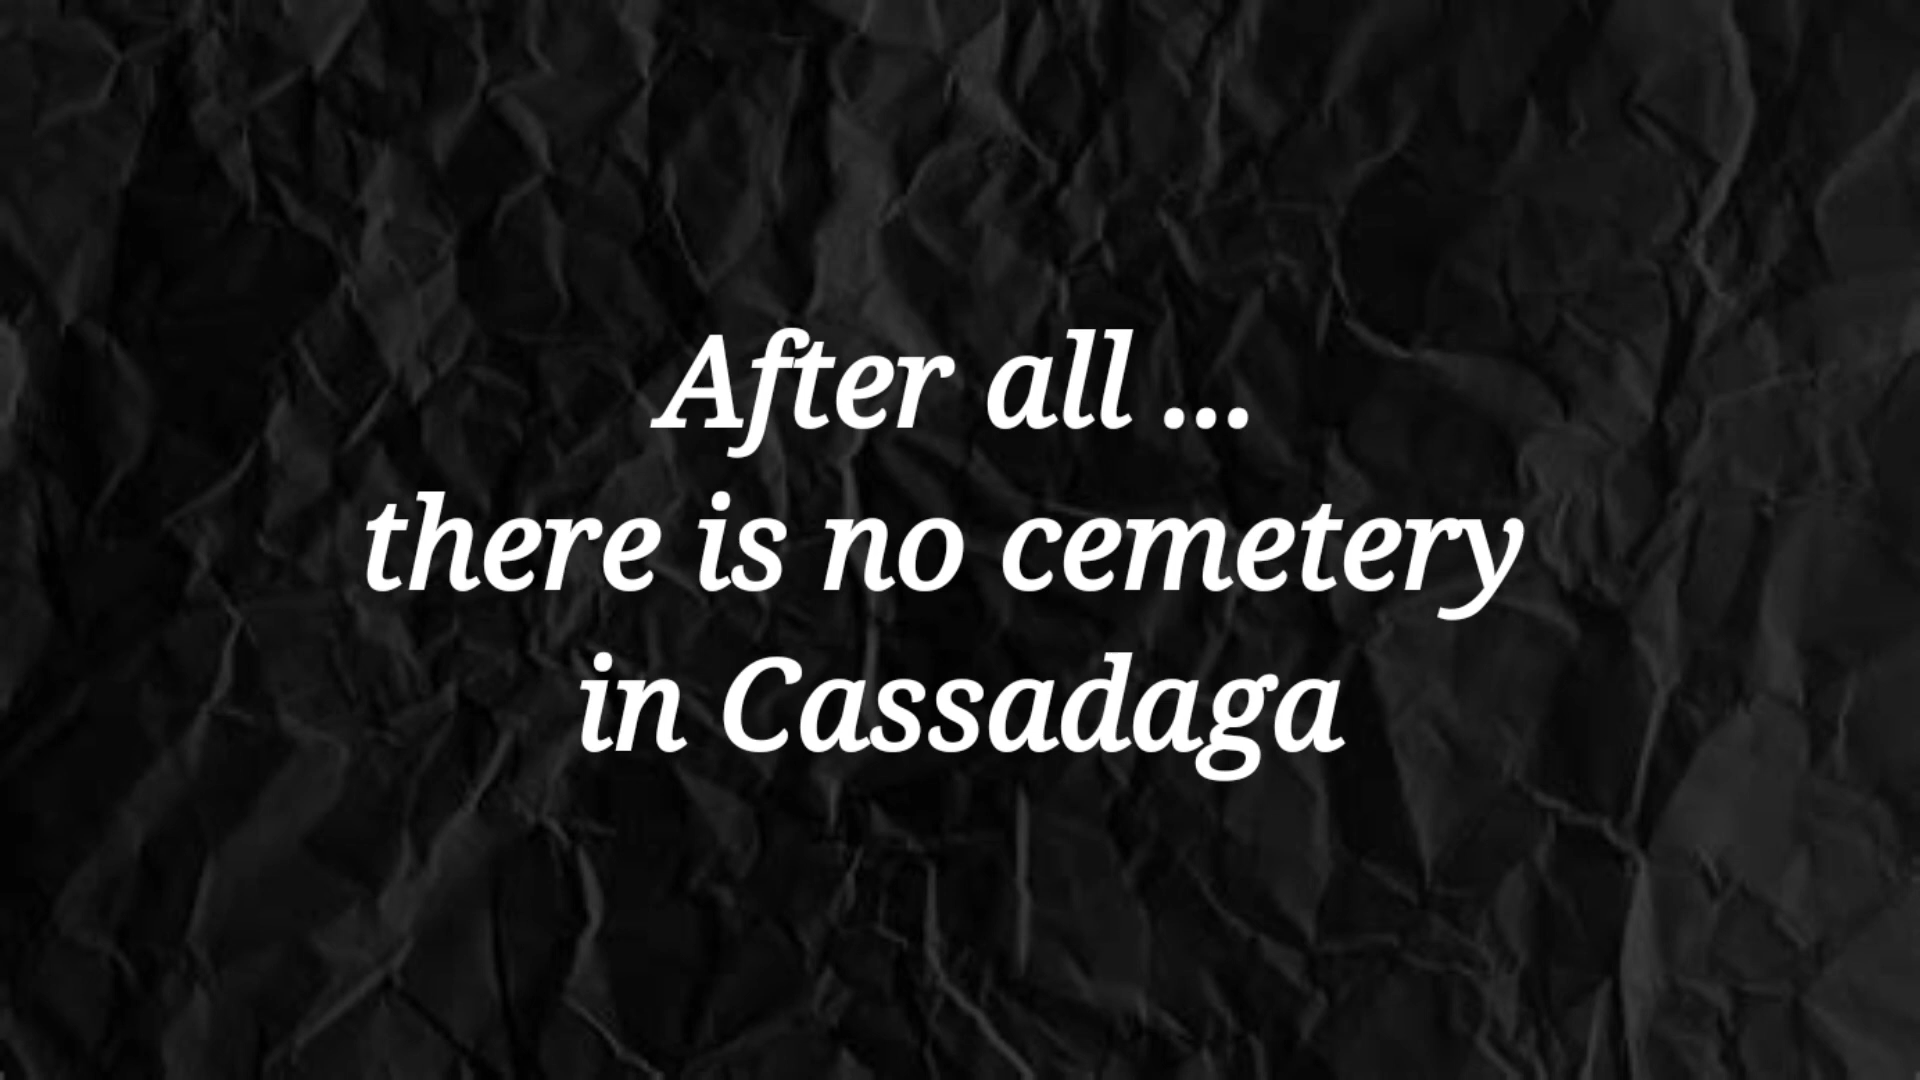 After all ...
there is no cemetery
in Cassadaga